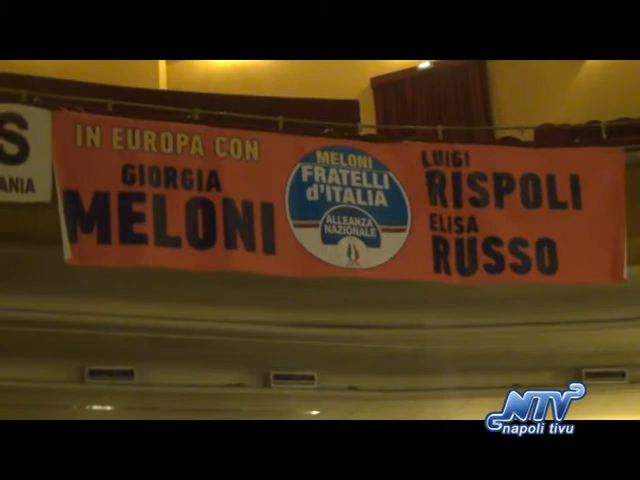 S
ANIA
IN EUROPA CON
GIORGIA
MELONI
MELONI
FRATELLI
d'ITALIA
ALLEANZA
NAZIONALE
LUIGI
RISPOLI
ELISA
RUSSO
NTV
napoli tivu